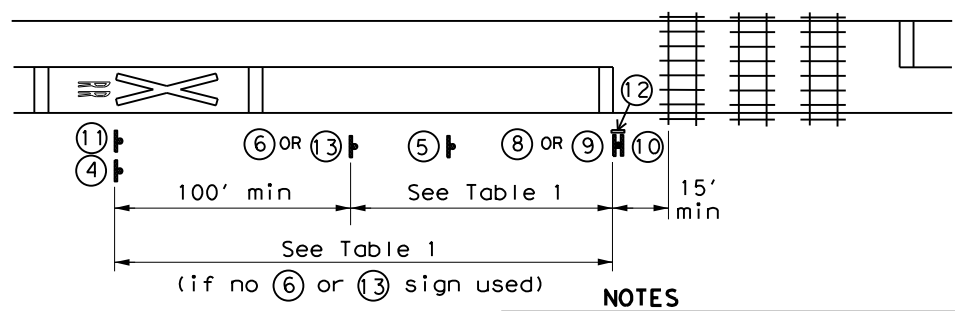 RR
12
11 6 OR 13 5 8 OR 9 10
4
100' min See Table 1 15' min
See Table 1
(if no 6 or 13 sign used)
NOTES